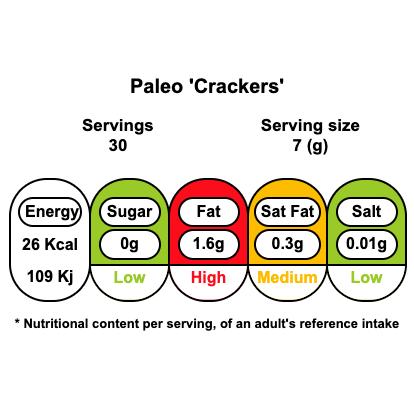 Paleo 'Crackers'
Servings
30
Serving size
7 (g)
Energy
26 Kcal
109 Kj
Sugar
0g
Low
Fat
1.6g
High
Sat Fat
0.3g
Medium
Salt
0.01g
Low
* Nutritional content per serving, of an adult's reference intake